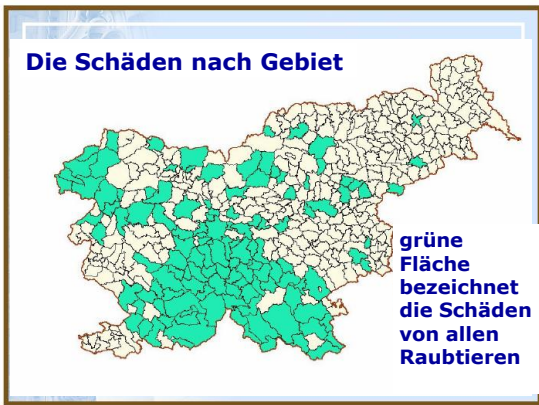 Die Schäden nach Gebiet
grüne
Fläche
bezeichnet
die Schäden
von allen
Raubtieren